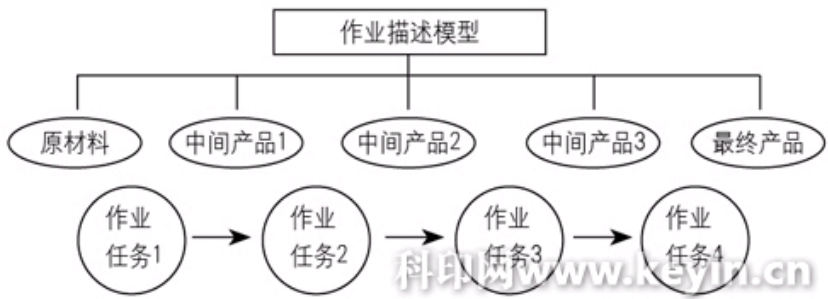 作业描述模型
原材料
中间产品1
中间产品2
中间产品3
最终产品
作业
任务1
作业
任务2
作业
任务3
作业
任务4
科印网www.keyin.cn